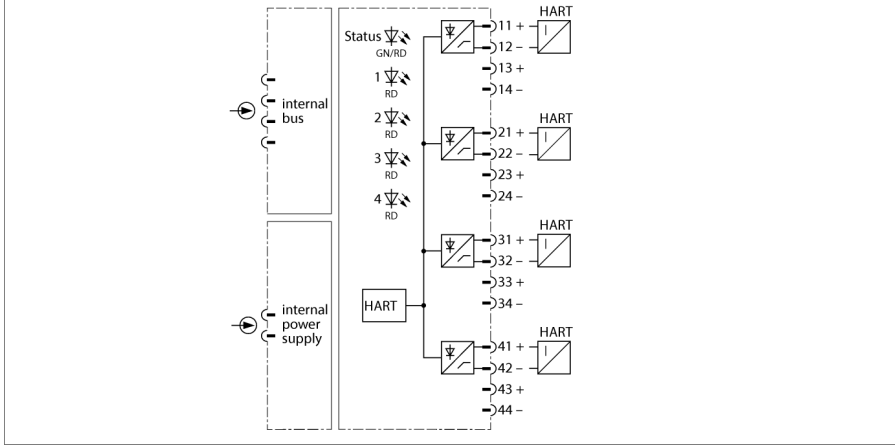 HART
Status
GN/RD
11 +
12 –
13 +
14 –
1
RD
internal
bus
2
RD
HART
21 +
22 –
23 +
24 –
3
RD
4
RD
HART
31 +
32 –
33 +
34 –
HART
internal
power
supply
HART
41 +
42 –
43 +
44 –